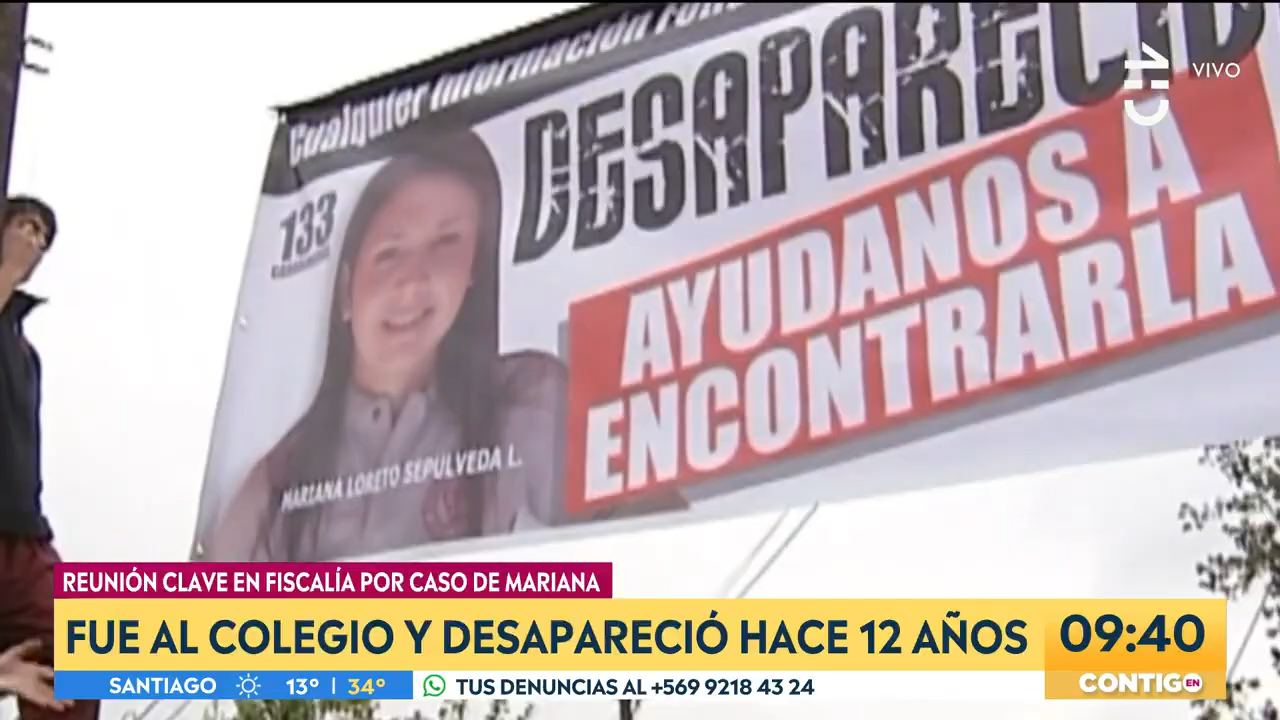 Cualquier información
DESAPARECID
133
AYUDANOS A
ENCONTRARLA
MARIANA LORETO SEPULVEDA L.
CHV
VIVO
REUNIÓN CLAVE EN FISCALÍA POR CASO DE MARIANA
FUE AL COLEGIO Y DESAPARECIÓ HACE 12 AÑOS
09:40
SANTIAGO 13° | 34°
TUS DENUNCIAS AL +569 9218 43 24
CONTIGO EN